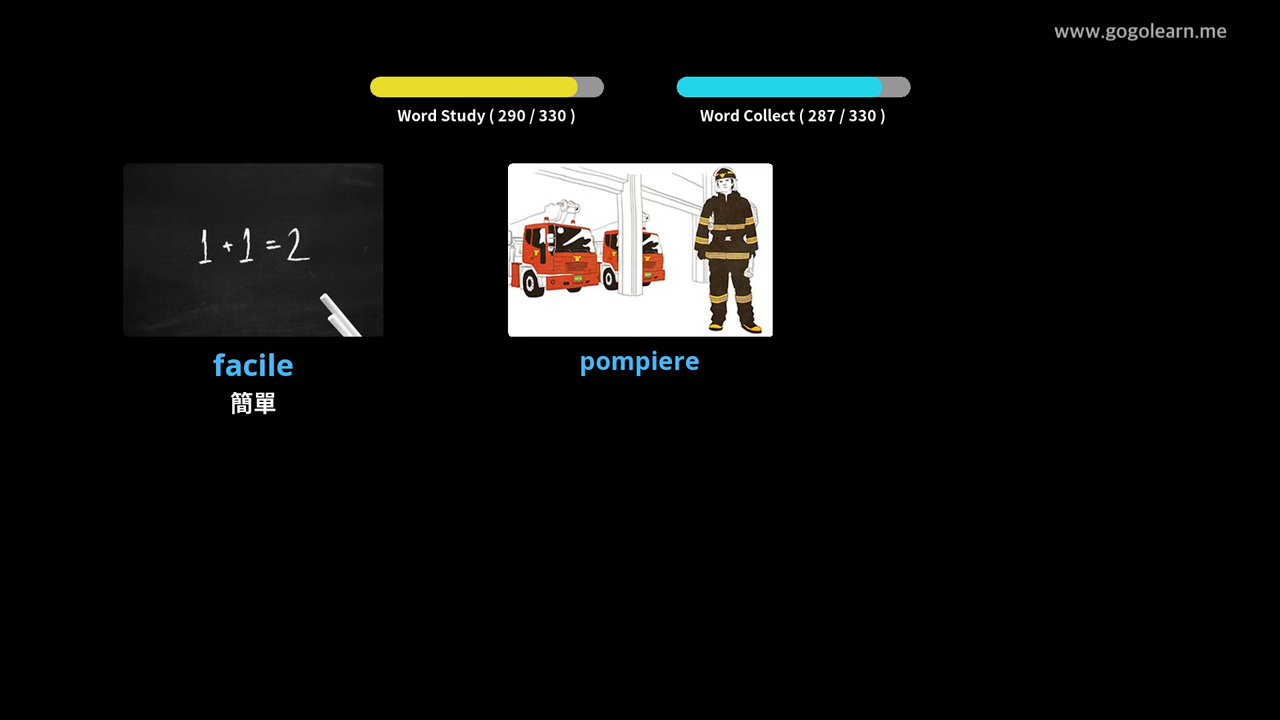 www.gogolearn.me
Word Study ( 290 / 330 )
Word Collect ( 287 / 330 )
1 + 1 = 2
facile
簡單
pompiere